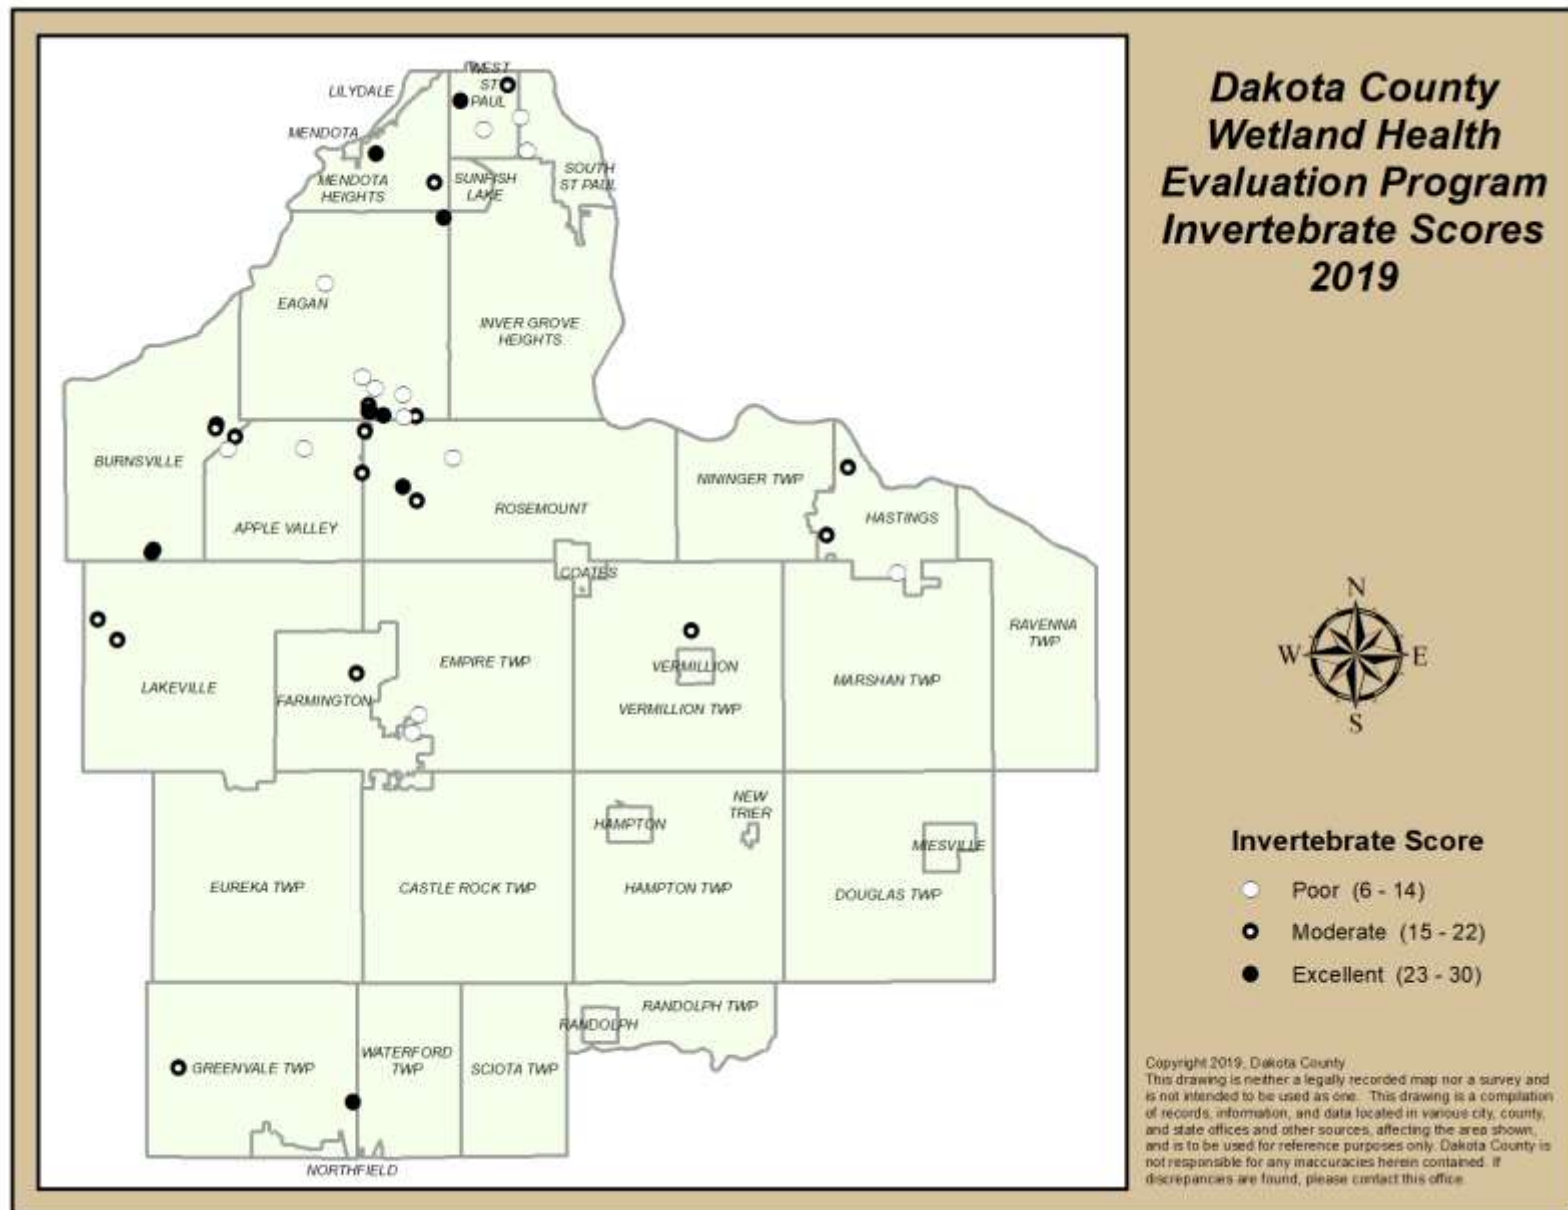 Dakota County
Wetland Health
Evaluation Program
Invertebrate Scores
2019
WEST
ST
PAUL
LILYDALE
MENDOTA
MENDOTA
HEIGHTS
SUNFISH
LAKE
SOUTH
ST PAUL
EAGAN
INVER GROVE
HEIGHTS
BURNSVILLE
APPLE VALLEY
ROSEMOUNT
NININGER TWP
HASTINGS
COATES
RAVENNA
TWP
LAKEVILLE
FARMINGTON
EMPIRE TWP
VERMILLION
VERMILLION TWP
MARSHAN TWP
EUREKA TWP
CASTLE ROCK TWP
HAMPTON
NEW
TRIER
HAMPTON TWP
MIESVILLE
DOUGLAS TWP
GREENVALE TWP
WATERFORD
TWP
SCIOTA TWP
RANDOLPH
RANDOLPH TWP
NORTHFIELD
N
W
E
S
Invertebrate Score
Poor (6 - 14)
Moderate (15 - 22)
Excellent (23 - 30)
Copyright 2019, Dakota County
This drawing is neither a legally recorded map nor a survey and
is not intended to be used as one. This drawing is a compilation
of records, information, and data located in various city, county,
and state offices and other sources, affecting the area shown,
and is to be used for reference purposes only. Dakota County is
not responsible for any inaccuracies herein contained. If
discrepancies are found, please contact this office.